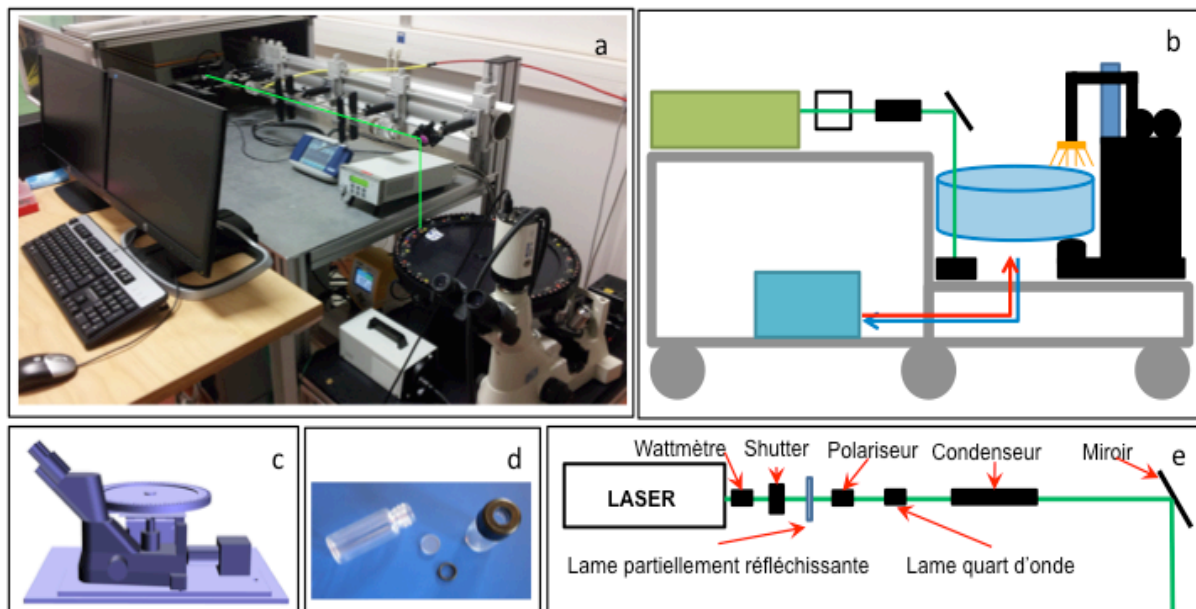 a
b
c
d
e
Wattmètre
Shutter
Polariseur
Condenseur
Miroir
LASER
Lame partiellement réfléchissante
Lame quart d'onde